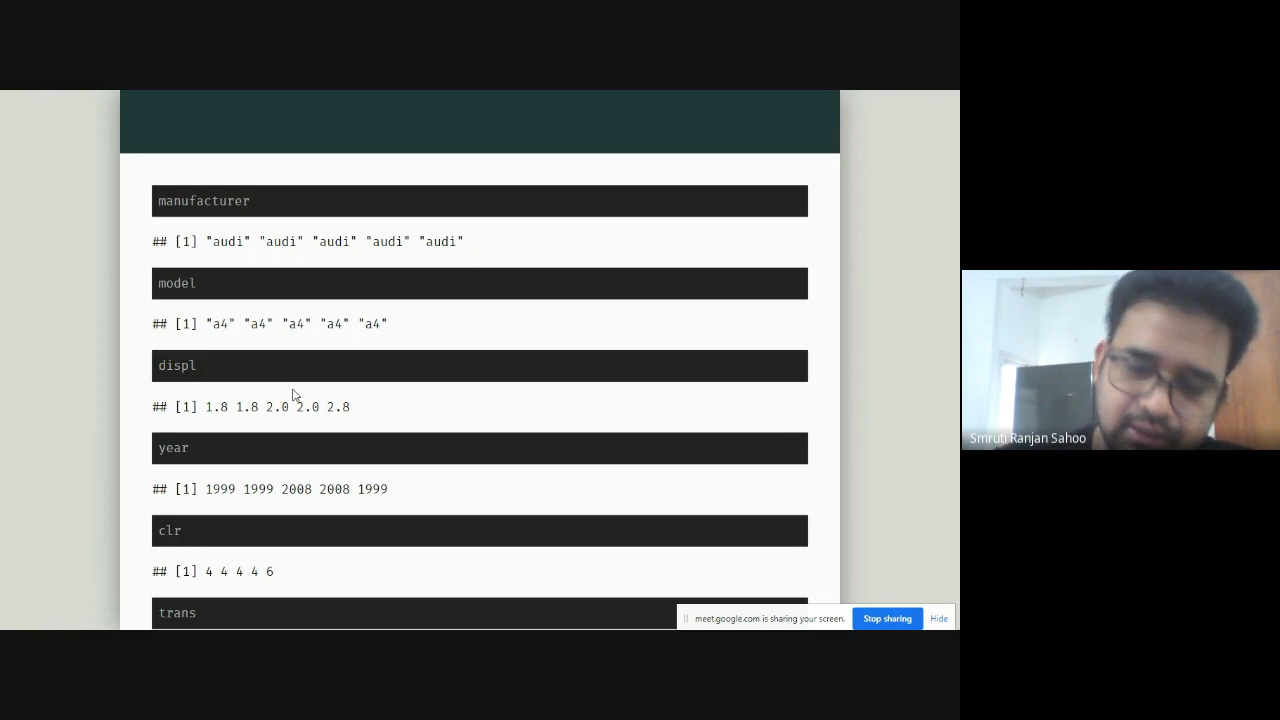 manufacturer
## [1] "audi" "audi" "audi" "audi" "audi"
model
## [1] "a4" "a4" "a4" "a4" "a4"
displ
## [1] 1.8 1.8 2.0 2.0 2.8
year
## [1] 1999 1999 2008 2008 1999
clr
## [1] 4 4 4 4 6
trans
meet.google.com is sharing your screen.
Stop sharing
Hide
Smruti Ranjan Sahoo